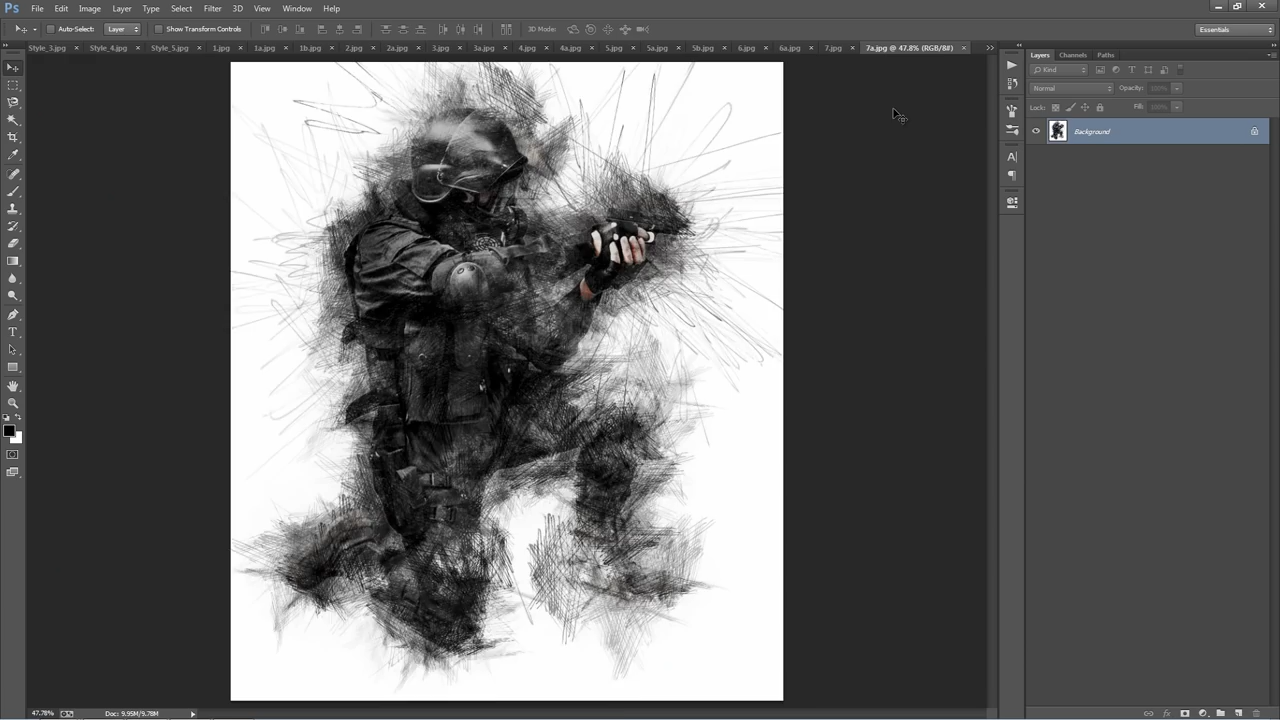 Ps File Edit Image Layer Type Select Filter 3D View Window Help
Auto-Select: Layer Show Transform Controls 3D Mode: Essentials
Style_3.jpg Style_4.jpg Style_5.jpg 1.jpg 1a.jpg 1b.jpg 2.jpg 2a.jpg 3.jpg 3a.jpg 4.jpg 4a.jpg 5.jpg 5a.jpg 5b.jpg 6.jpg 6a.jpg 7.jpg 7a.jpg @ 47.8% (RGB/8#)
Layers Channels Paths
Kind
Normal Opacity: 100%
Lock: Fill: 100%
Background
47.78% Doc: 9.95M/9.78M